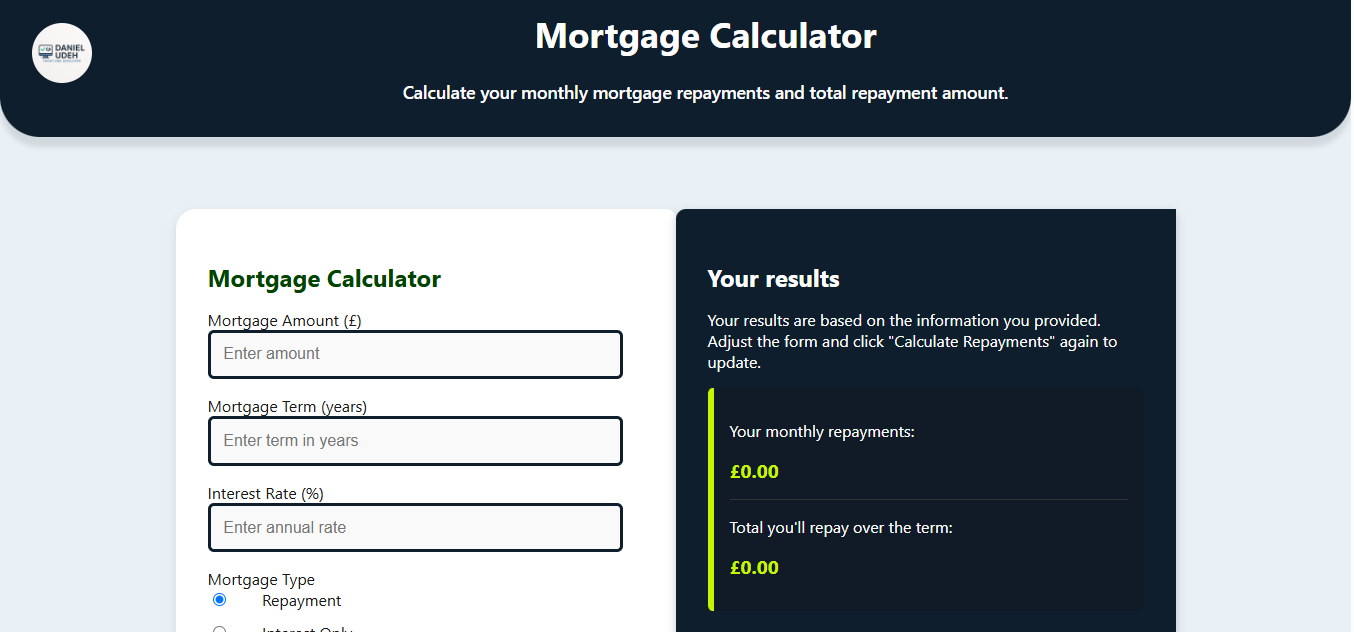 DANIEL
UDEH
Mortgage Calculator
Calculate your monthly mortgage repayments and total repayment amount.
Mortgage Calculator
Mortgage Amount (£)
Enter amount
Mortgage Term (years)
Enter term in years
Interest Rate (%)
Enter annual rate
Mortgage Type
Repayment
Interest Only
Your results
Your results are based on the information you provided.
Adjust the form and click "Calculate Repayments" again to
update.
Your monthly repayments:
£0.00
Total you'll repay over the term:
£0.00